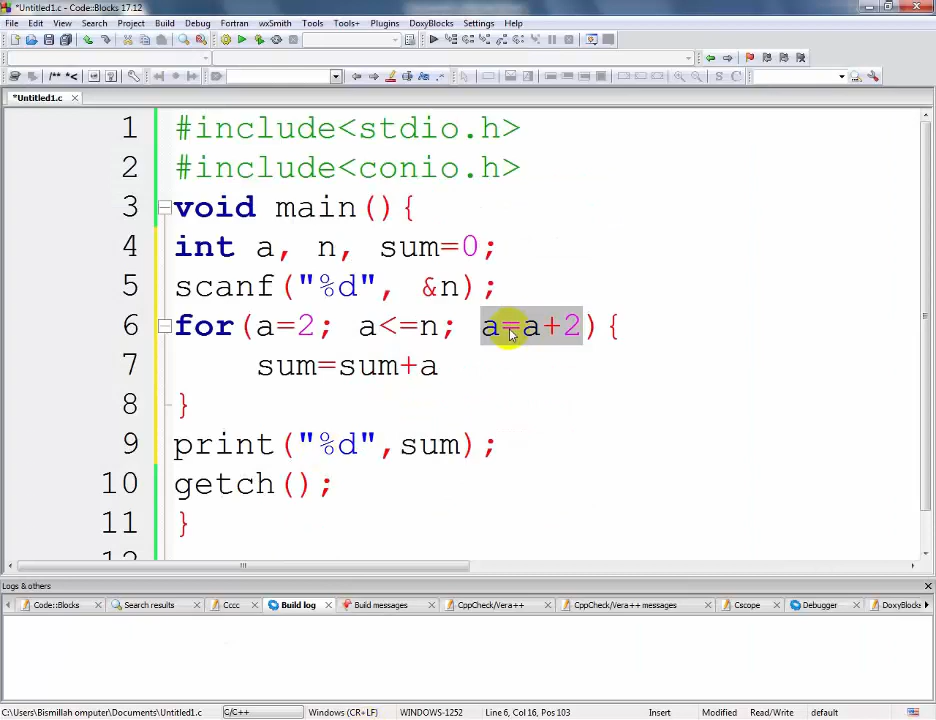 *Untitled1.c - Code::Blocks 17.12
File Edit View Search Project Build Debug Fortran wxSmith Tools Tools+ Plugins DoxyBlocks Settings Help
/** *<
S C
*Untitled1.c
1 #include<stdio.h>
2 #include<conio.h>
3 void main(){
4 int a, n, sum=0;
5 scanf("%d", &n);
6 for(a=2; a<=n; a=a+2){
7 sum=sum+a
8 }
9 print("%d",sum);
10 getch();
11 }
12
Logs & others
Code::Blocks Search results Cccc Build log Build messages CppCheck/Vera++ CppCheck/Vera++ messages Cscope Debugger DoxyBlocks
C:\Users\Bismillah omputer\Documents\Untitled1.c C/C++ Windows (CR+LF) WINDOWS-1252 Line 6, Col 16, Pos 103 Insert Modified Read/Write default